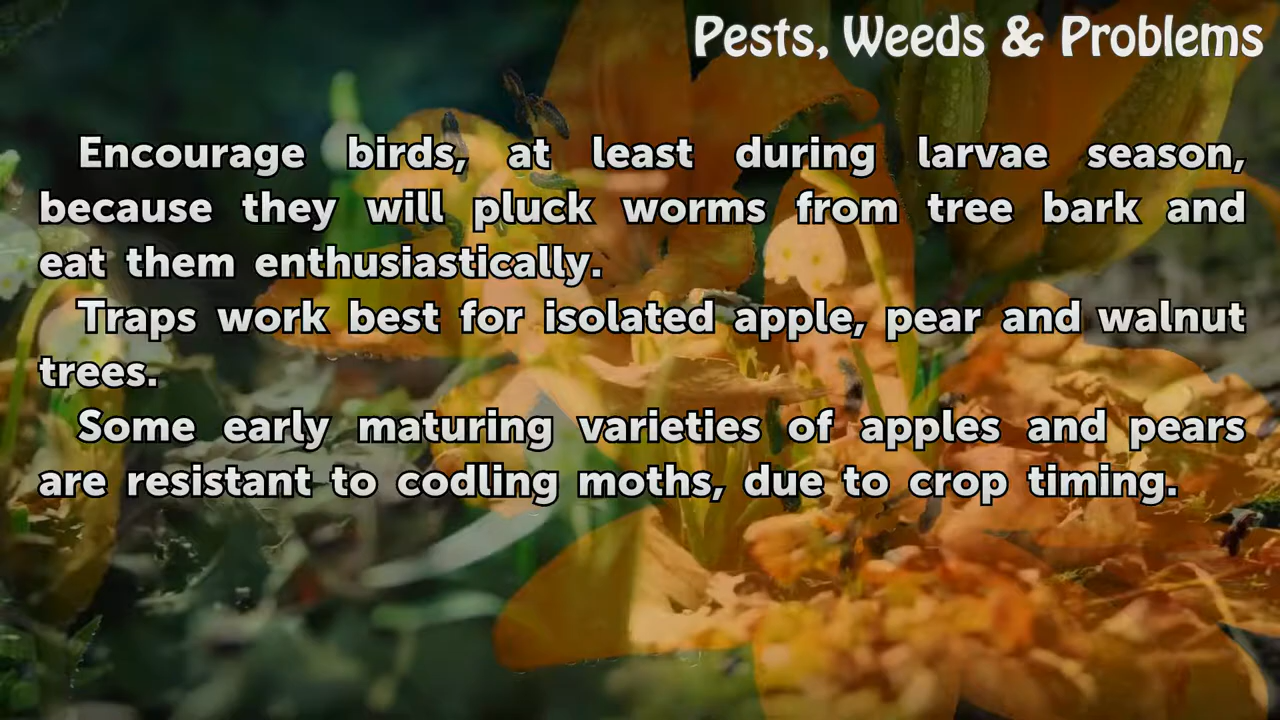 Pests, Weeds & Problems
Encourage birds, at least during larvae season,
because they will pluck worms from tree bark and
eat them enthusiastically.
Traps work best for isolated apple, pear and walnut
trees.
Some early maturing varieties of apples and pears
are resistant to codling moths, due to crop timing.